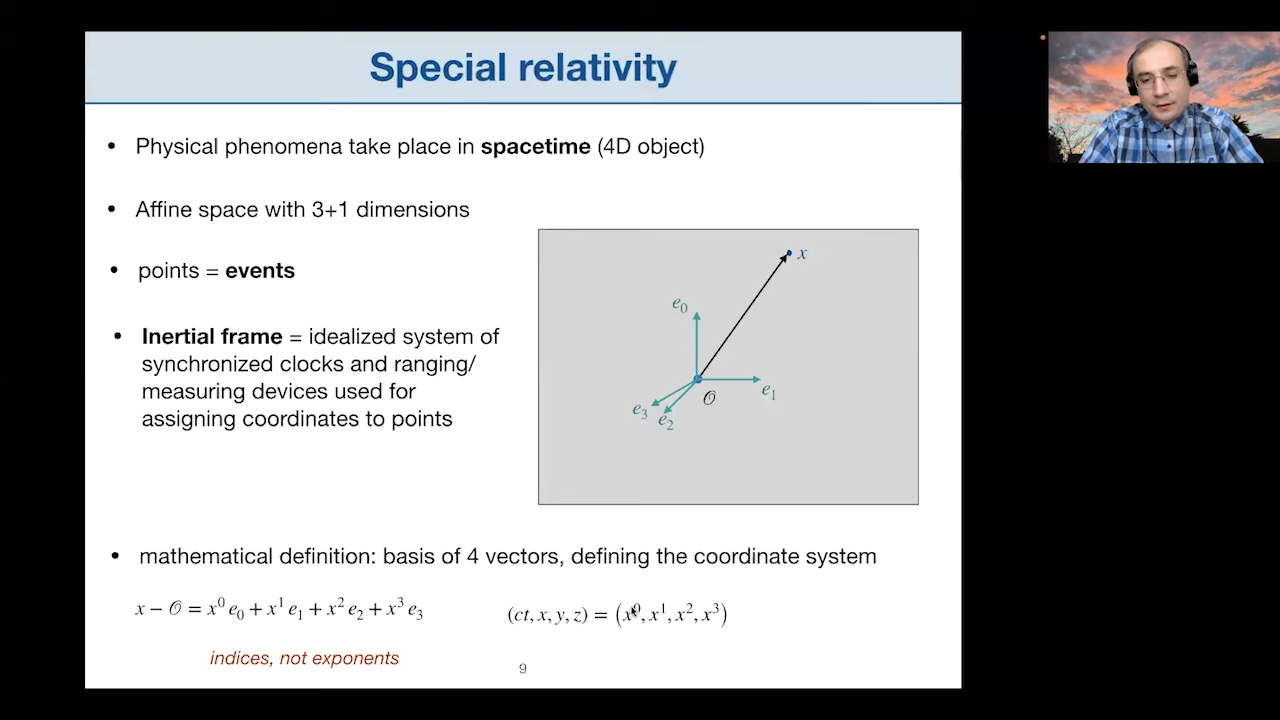 Special relativity
• Physical phenomena take place in spacetime (4D object)
• Affine space with 3+1 dimensions
• points = events
• Inertial frame = idealized system of
synchronized clocks and ranging/
measuring devices used for
assigning coordinates to points
x
e₀
e₁
e₃
e₂
𝒪
• mathematical definition: basis of 4 vectors, defining the coordinate system
x − 𝒪 = x⁰ e₀ + x¹ e₁ + x² e₂ + x³ e₃
(ct, x, y, z) = (x⁰, x¹, x², x³)
indices, not exponents
9